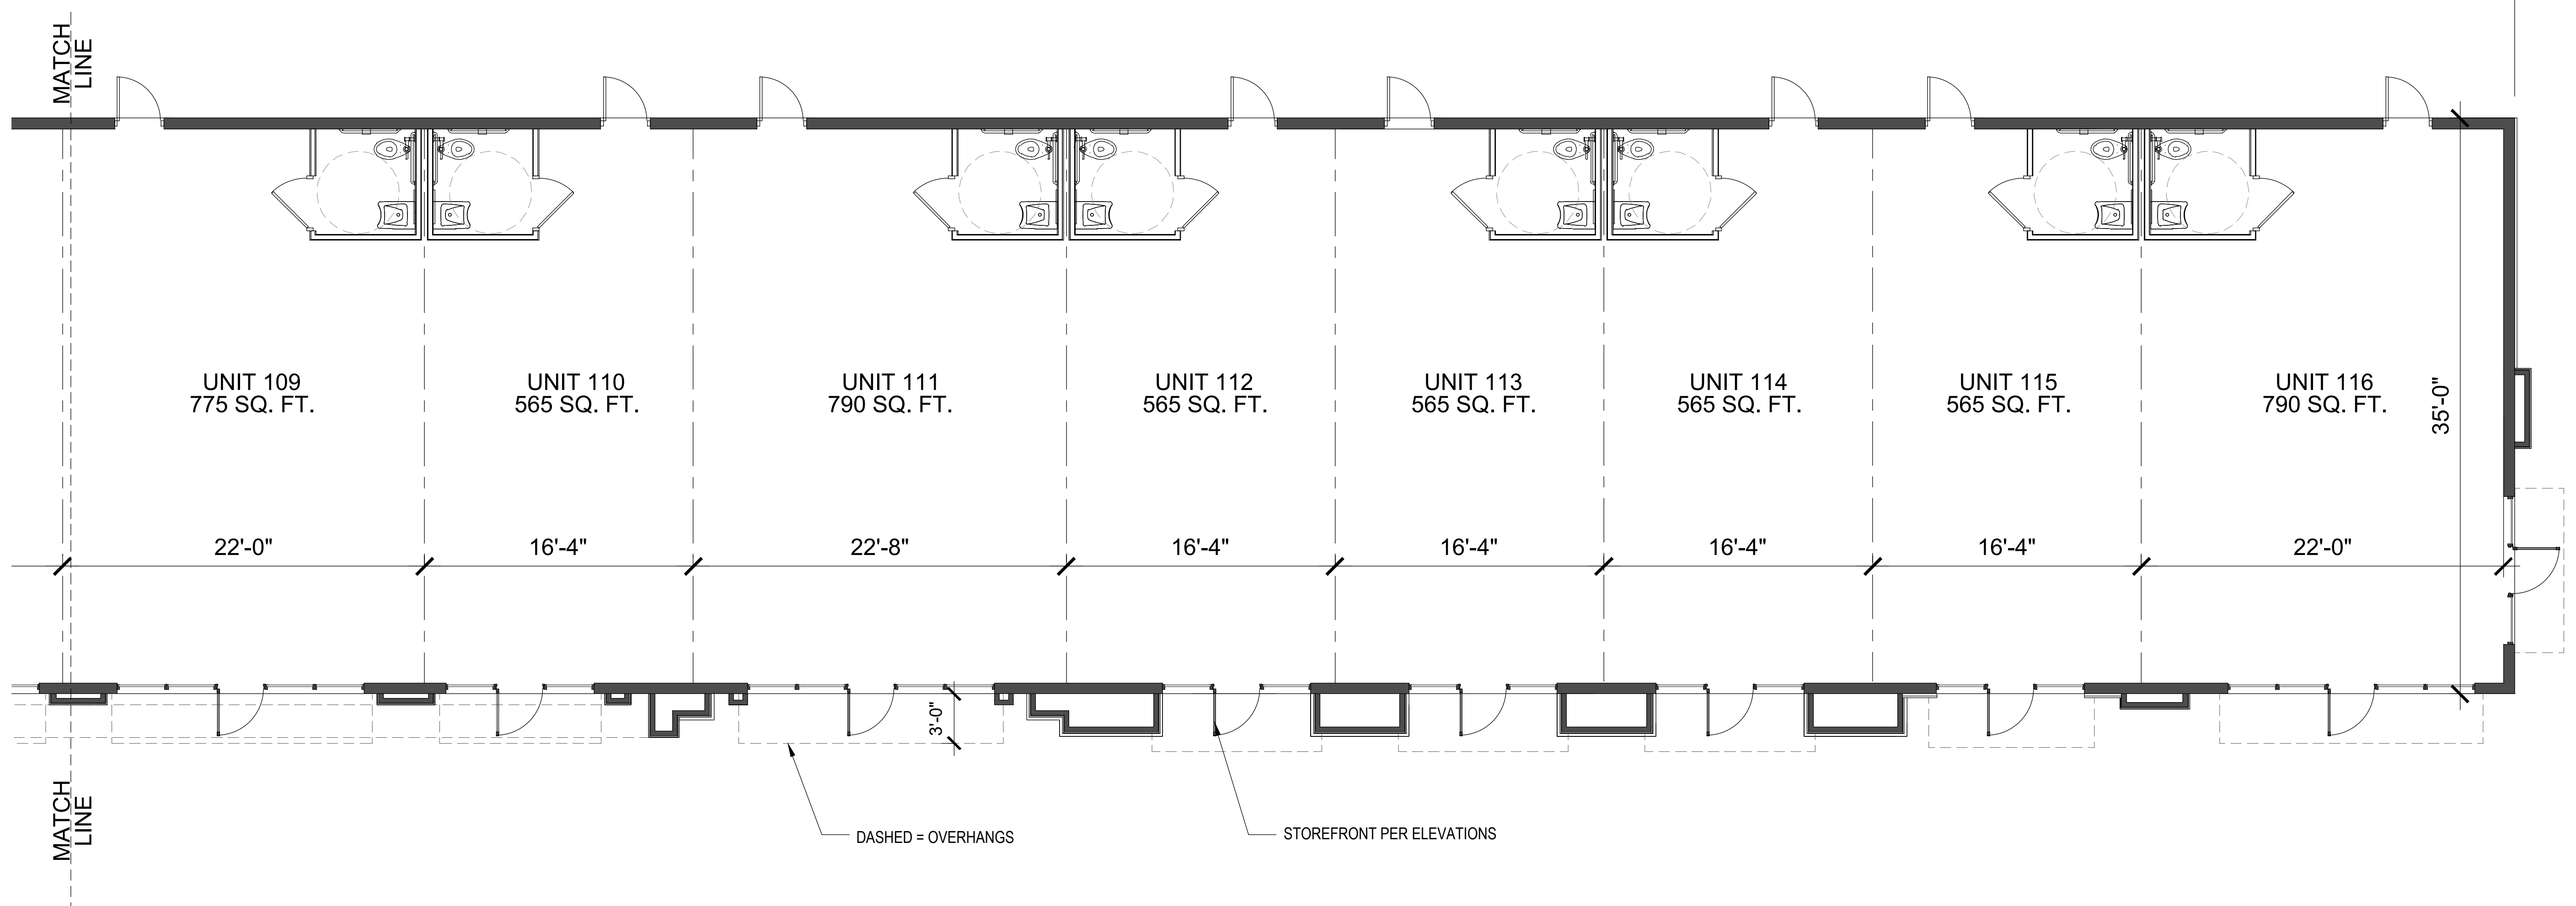 MATCH
LINE
UNIT 109
775 SQ. FT.
UNIT 110
565 SQ. FT.
UNIT 111
790 SQ. FT.
UNIT 112
565 SQ. FT.
UNIT 113
565 SQ. FT.
UNIT 114
565 SQ. FT.
UNIT 115
565 SQ. FT.
UNIT 116
790 SQ. FT.
35'-0"
22'-0"
16'-4"
22'-8"
16'-4"
16'-4"
16'-4"
16'-4"
22'-0"
3'-0"
MATCH
LINE
DASHED = OVERHANGS
STOREFRONT PER ELEVATIONS